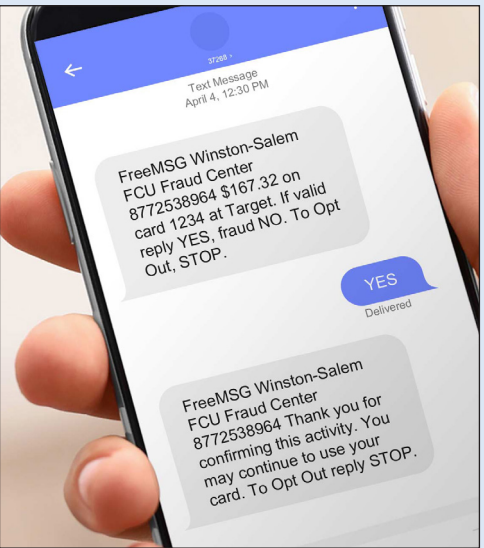 37268 >
Text Message
April 4, 12:30 PM
FreeMSG Winston-Salem
FCU Fraud Center
8772538964 $167.32 on
card 1234 at Target. If valid
reply YES, fraud NO. To Opt
Out, STOP.
YES
Delivered
FreeMSG Winston-Salem
FCU Fraud Center
8772538964 Thank you for
confirming this activity. You
may continue to use your
card. To Opt Out reply STOP.